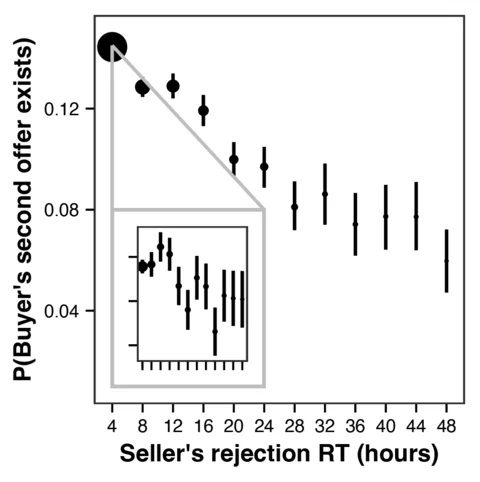 P(Buyer's second offer exists)
0.12
0.08
0.04
4 8 12 16 20 24 28 32 36 40 44 48
Seller's rejection RT (hours)